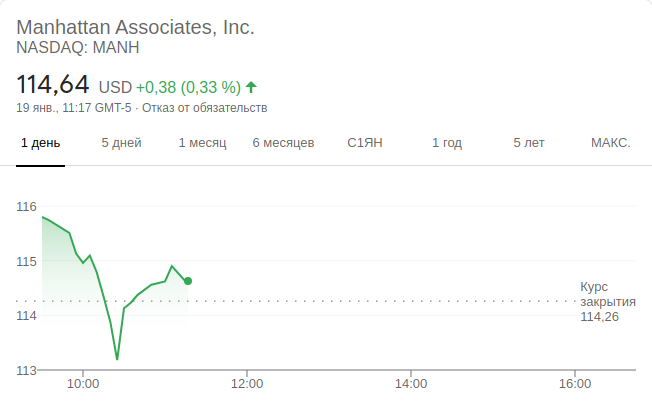 Manhattan Associates, Inc.
NASDAQ: MANH
114,64 USD +0,38 (0,33 %)
19 янв., 11:17 GMT-5 · Отказ от обязательств
1 день 5 дней 1 месяц 6 месяцев С1ЯН 1 год 5 лет МАКС.
116
115
Курс
закрытия
114,26
114
113
10:00 12:00 14:00 16:00